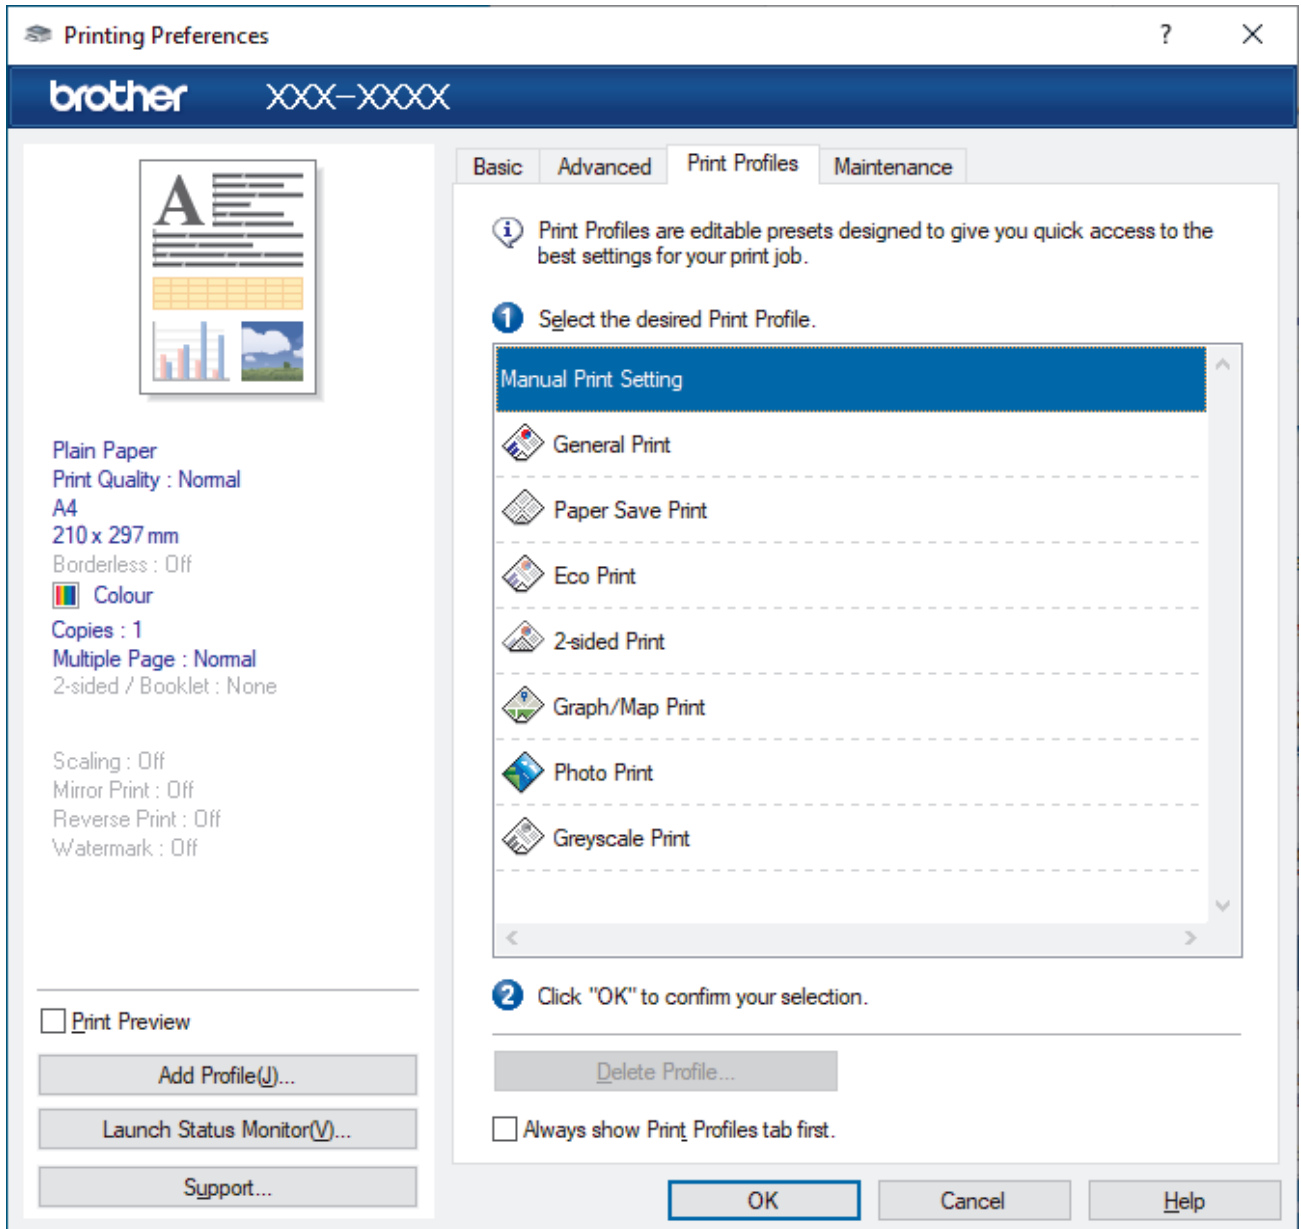 Printing Preferences
?
brother XXX-XXXX
A
Plain Paper
Print Quality : Normal
A4
210 x 297 mm
Borderless : Off
Colour
Copies : 1
Multiple Page : Normal
2-sided / Booklet : None
Scaling : Off
Mirror Print : Off
Reverse Print : Off
Watermark : Off
Print Preview
Add Profile(J)...
Launch Status Monitor(V)...
Support...
Basic Advanced Print Profiles Maintenance
Print Profiles are editable presets designed to give you quick access to the
best settings for your print job.
1 Select the desired Print Profile.
Manual Print Setting
General Print
Paper Save Print
Eco Print
2-sided Print
Graph/Map Print
Photo Print
Greyscale Print
2 Click "OK" to confirm your selection.
Delete Profile...
Always show Print Profiles tab first.
OK Cancel Help